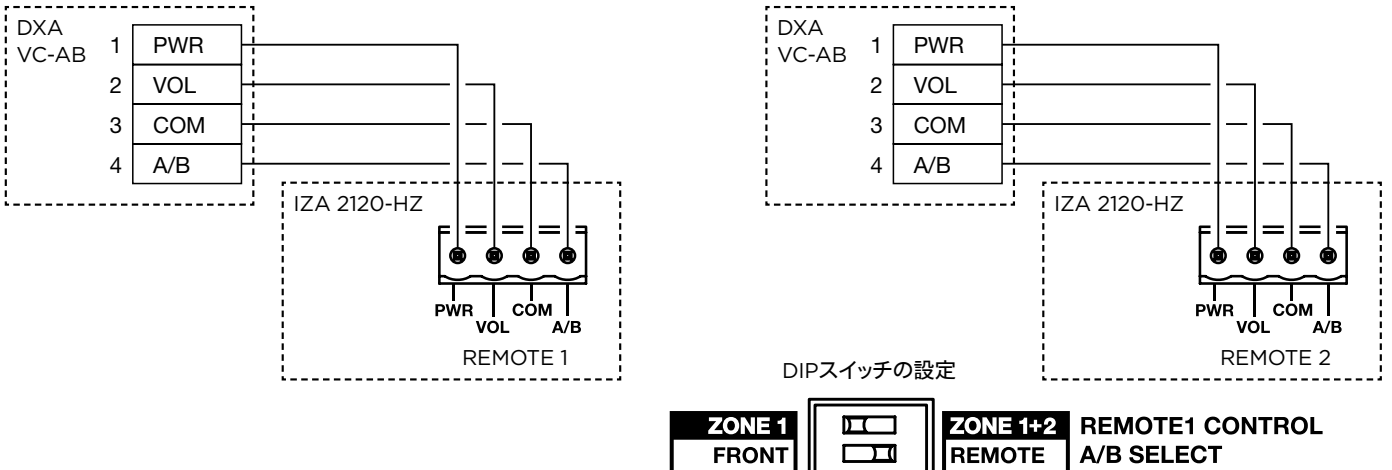 DXA
VC-AB
1 PWR
2 VOL
3 COM
4 A/B
IZA 2120-HZ
PWR
VOL
COM
A/B
REMOTE 1
DXA
VC-AB
1 PWR
2 VOL
3 COM
4 A/B
IZA 2120-HZ
PWR
VOL
COM
A/B
REMOTE 2
DIPスイッチの設定
ZONE 1 ZONE 1+2 REMOTE1 CONTROL
FRONT REMOTE A/B SELECT